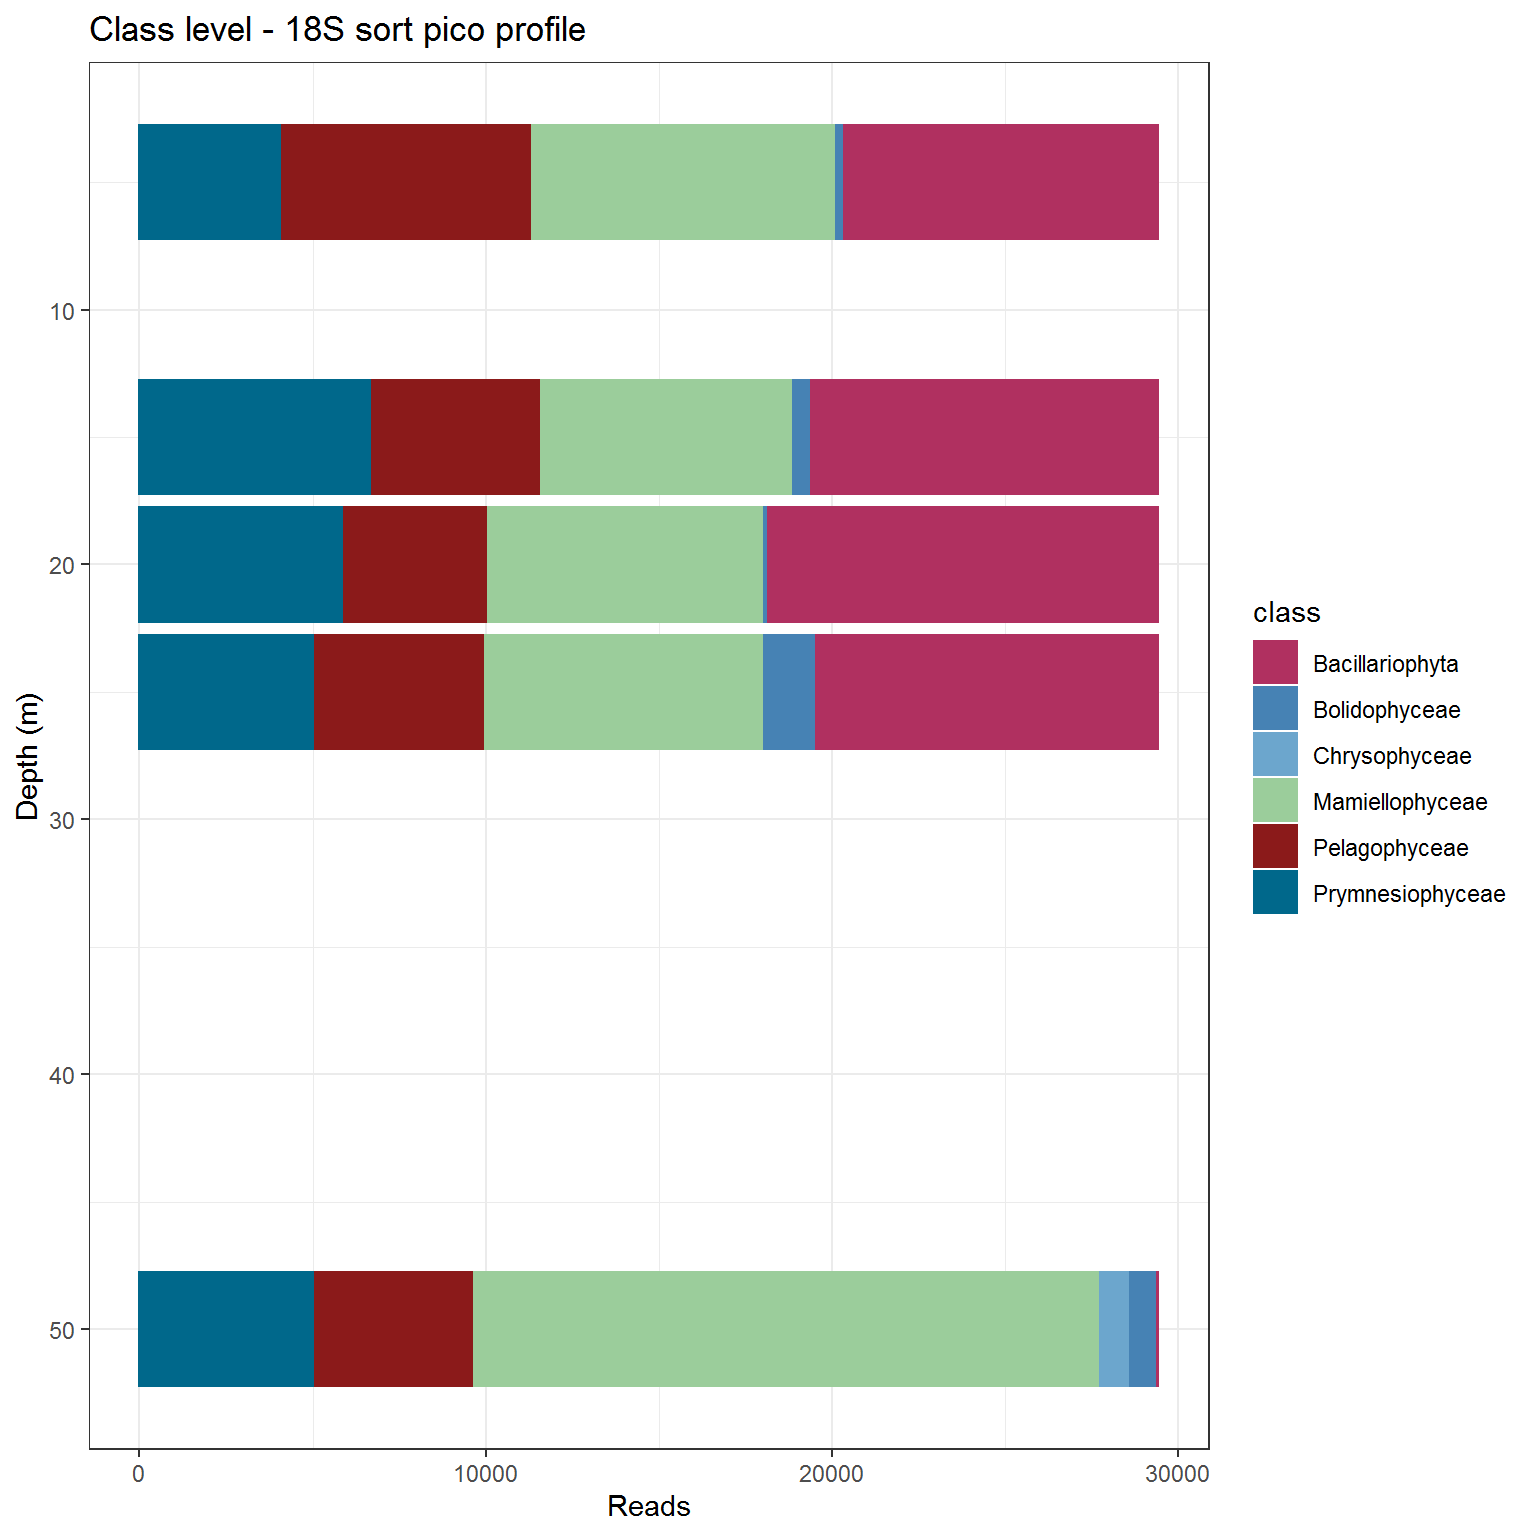 Class level - 18S sort pico profile
10
20
30
40
50
Depth (m)
0
10000
20000
30000
Reads
class
Bacillariophyta
Bolidophyceae
Chrysophyceae
Mamiellophyceae
Pelagophyceae
Prymnesiophyceae